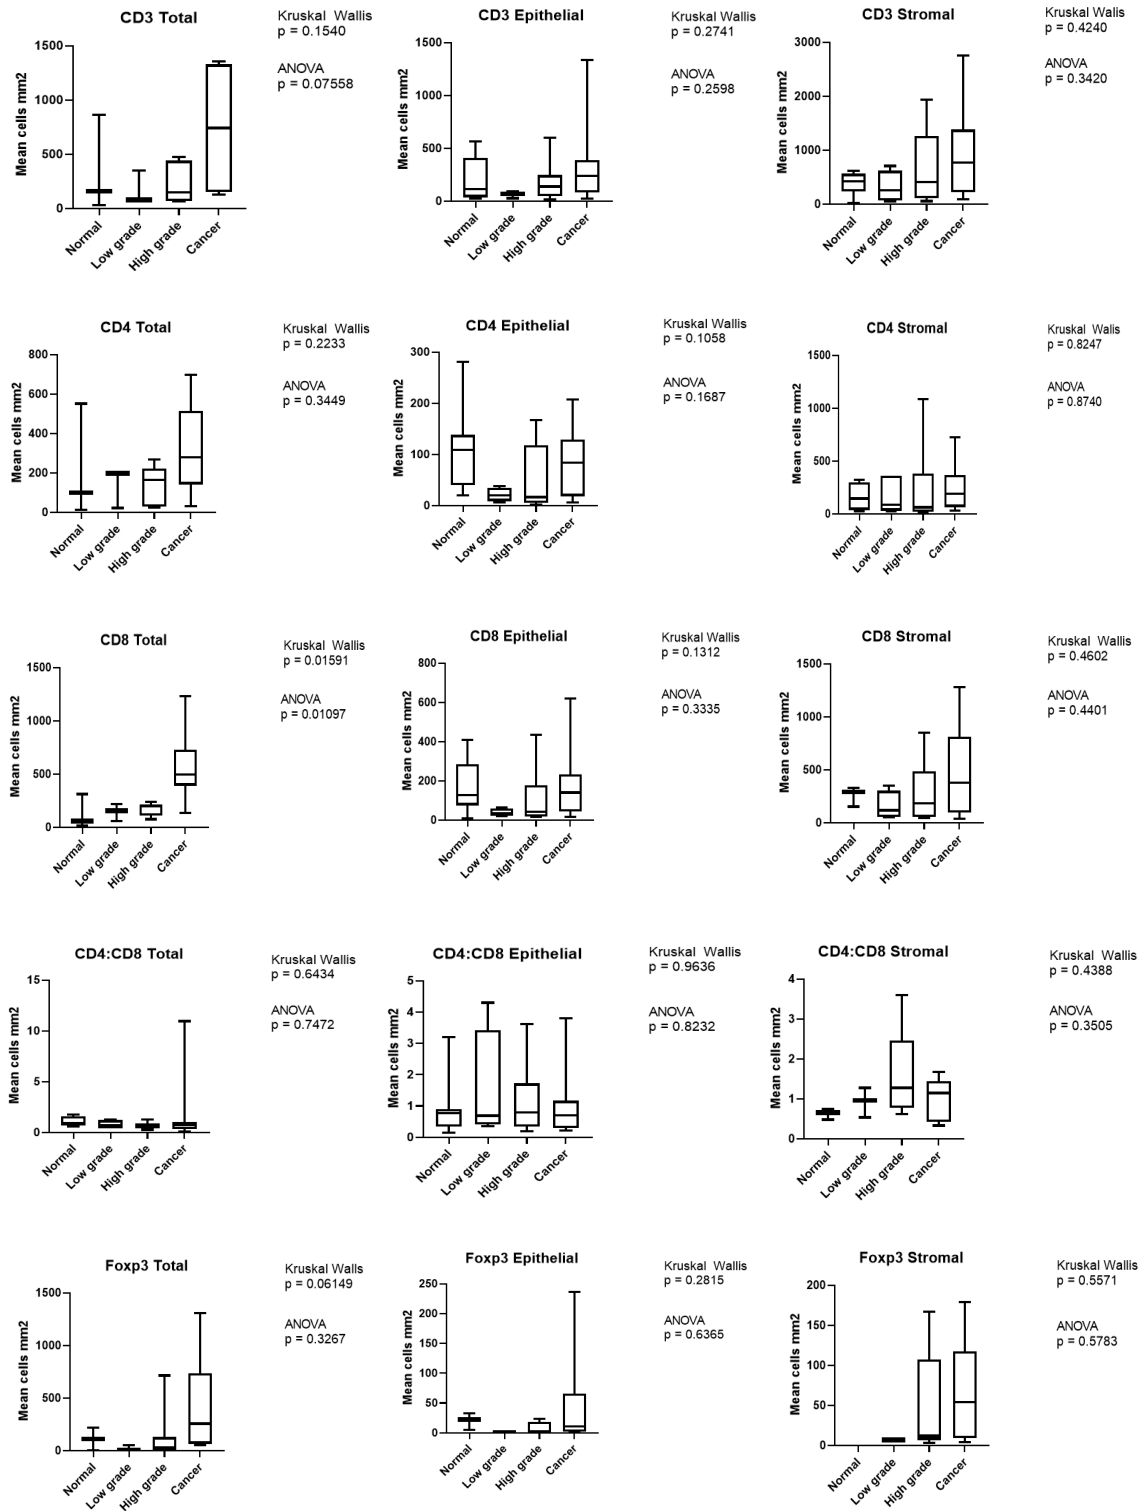 CD3 Total
Kruskal Wallis
p = 0.1540
ANOVA
p = 0.07558
Mean cells mm2
1500
1000
500
0
Normal
Low grade
High grade
Cancer
CD3 Epithelial
Kruskal Walis
p = 0.2741
ANOVA
p = 0.2598
Mean cells mm2
1500
1000
500
0
Normal
Low grade
High grade
Cancer
CD3 Stromal
Kruskal Walis
p = 0.4240
ANOVA
p = 0.3420
Mean cells mm2
3000
2000
1000
0
Normal
Low grade
High grade
Cancer
CD4 Total
Kruskal Wallis
p = 0.2233
ANOVA
p = 0.3449
Mean cells mm2
800
600
400
200
0
Normal
Low grade
High grade
Cancer
CD4 Epithelial
Kruskal Wallis
p = 0.1058
ANOVA
p = 0.1687
Mean cells mm2
300
200
100
0
Normal
Low grade
High grade
Cancer
CD4 Stromal
Kruskal Walis
p = 0.8247
ANOVA
p = 0.8740
Mean cells mm2
1500
1000
500
0
Normal
Low grade
High grade
Cancer
CD8 Total
Kruskal Wallis
p = 0.01591
ANOVA
p = 0.01097
Mean cells mm2
1500
1000
500
0
Normal
Low grade
High grade
Cancer
CD8 Epithelial
Kruskal Wallis
p = 0.1312
ANOVA
p = 0.3335
Mean cells mm2
800
600
400
200
0
Normal
Low grade
High grade
Cancer
CD8 Stromal
Kruskal Wallis
p = 0.4602
ANOVA
p = 0.4401
Mean cells mm2
1500
1000
500
0
Normal
Low grade
High grade
Cancer
CD4:CD8 Total
Kruskal Wallis
p = 0.6434
ANOVA
p = 0.7472
Mean cells mm2
15
10
5
0
Normal
Low grade
High grade
Cancer
CD4:CD8 Epithelial
Kruskal Wallis
p = 0.9636
ANOVA
p = 0.8232
Mean cells mm2
5
4
3
2
1
0
Normal
Low grade
High grade
Cancer
CD4:CD8 Stromal
Kruskal Wallis
p = 0.4388
ANOVA
p = 0.3505
Mean cells mm2
4
3
2
1
0
Normal
Low grade
High grade
Cancer
Foxp3 Total
Kruskal Wallis
p = 0.06149
ANOVA
p = 0.3267
Mean cells mm2
1500
1000
500
0
Normal
Low grade
High grade
Cancer
Foxp3 Epithelial
Kruskal Wallis
p = 0.2815
ANOVA
p = 0.6365
Mean cells mm2
250
200
150
100
50
0
Normal
Low grade
High grade
Cancer
Foxp3 Stromal
Kruskal Walls
p = 0.5571
ANOVA
p = 0.5783
Mean cells mm2
200
150
100
50
0
Normal
Low grade
High grade
Cancer